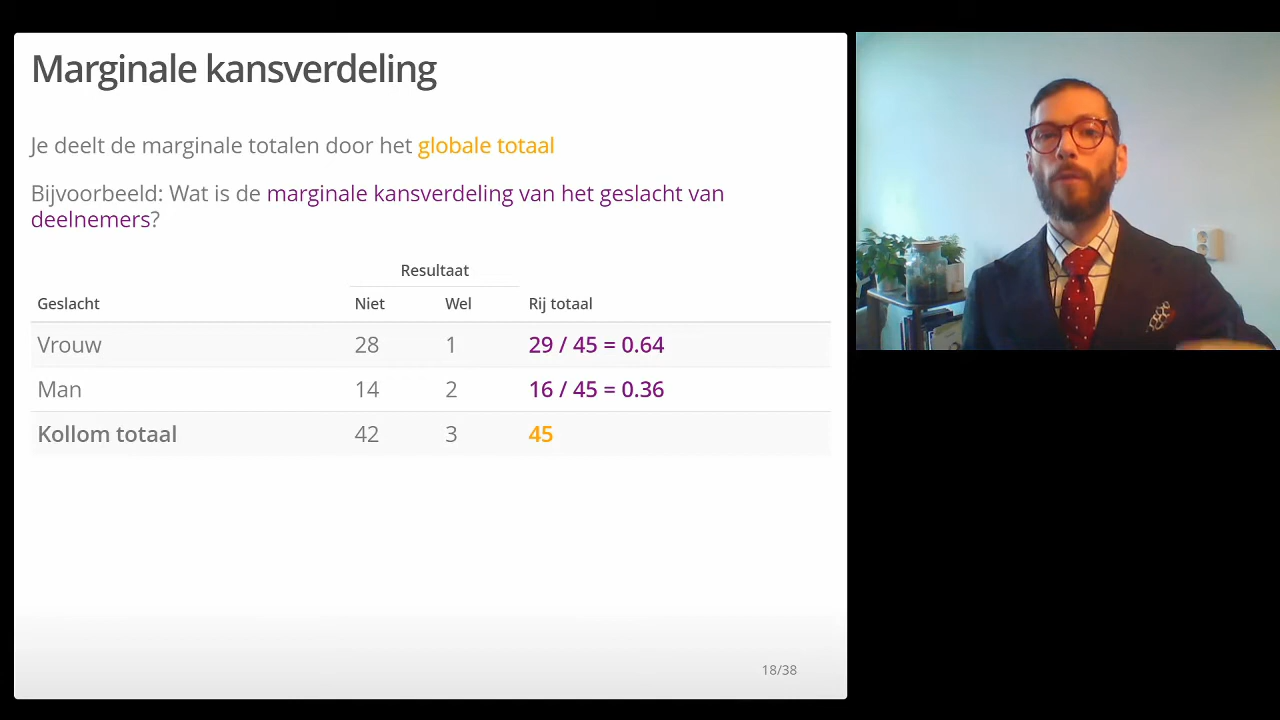 Marginale kansverdeling
Je deelt de marginale totalen door het globale totaal
Bijvoorbeeld: Wat is de marginale kansverdeling van het geslacht van
deelnemers?
Resultaat
Geslacht Niet Wel Rij totaal
Vrouw 28 1 29 / 45 = 0.64
Man 14 2 16 / 45 = 0.36
Kollom totaal 42 3 45
18/38